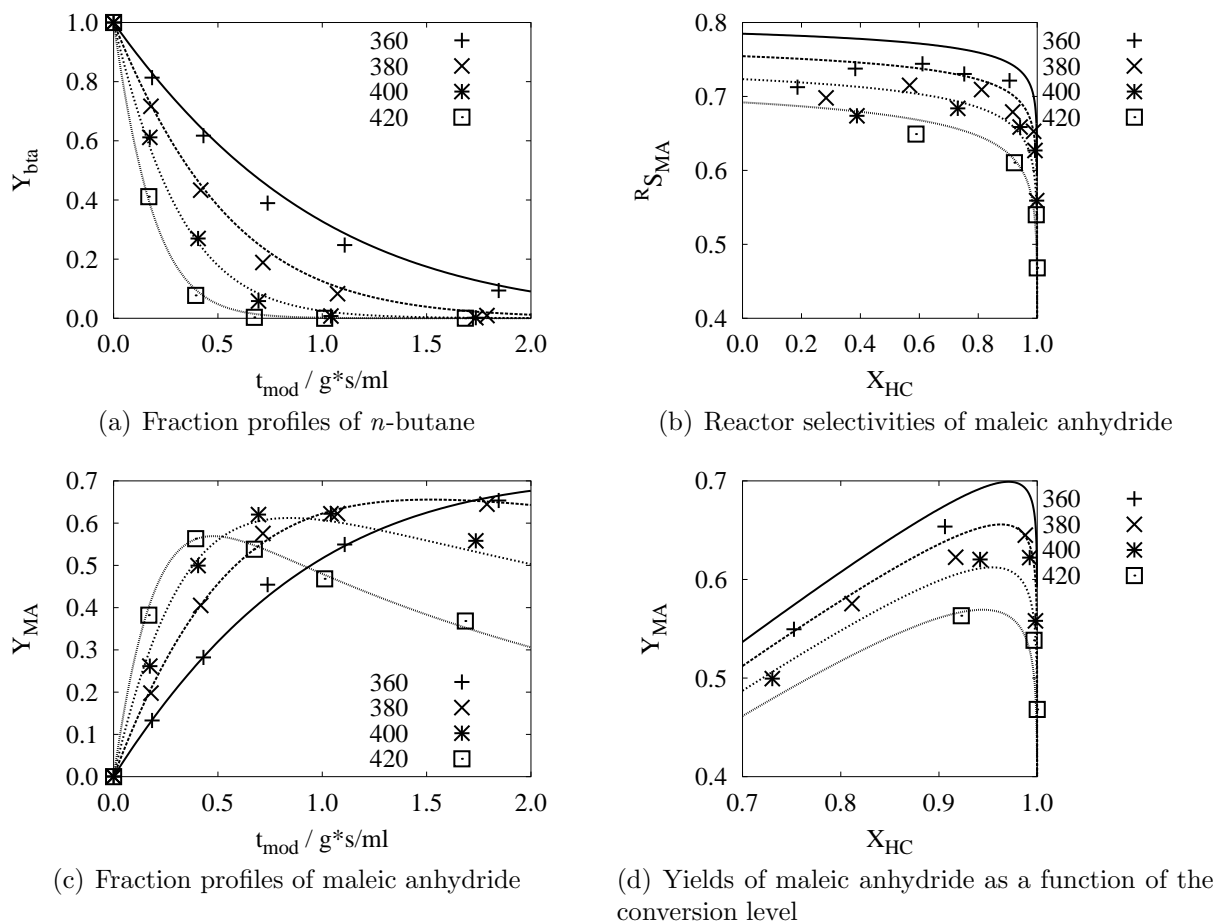 1.0
0.8
0.6
0.4
0.2
0.0
Y_bta
0.0 0.5 1.0 1.5 2.0
t_mod / g*s/ml
360
380
400
420
(a) Fraction profiles of n-butane
0.8
0.7
0.6
0.5
0.4
^R S_MA
0.0 0.2 0.4 0.6 0.8 1.0
X_HC
360
380
400
420
(b) Reactor selectivities of maleic anhydride
0.7
0.6
0.5
0.4
0.3
0.2
0.1
0.0
Y_MA
0.0 0.5 1.0 1.5 2.0
t_mod / g*s/ml
360
380
400
420
(c) Fraction profiles of maleic anhydride
0.7
0.6
0.5
0.4
Y_MA
0.7 0.8 0.9 1.0
X_HC
360
380
400
420
(d) Yields of maleic anhydride as a function of the
conversion level